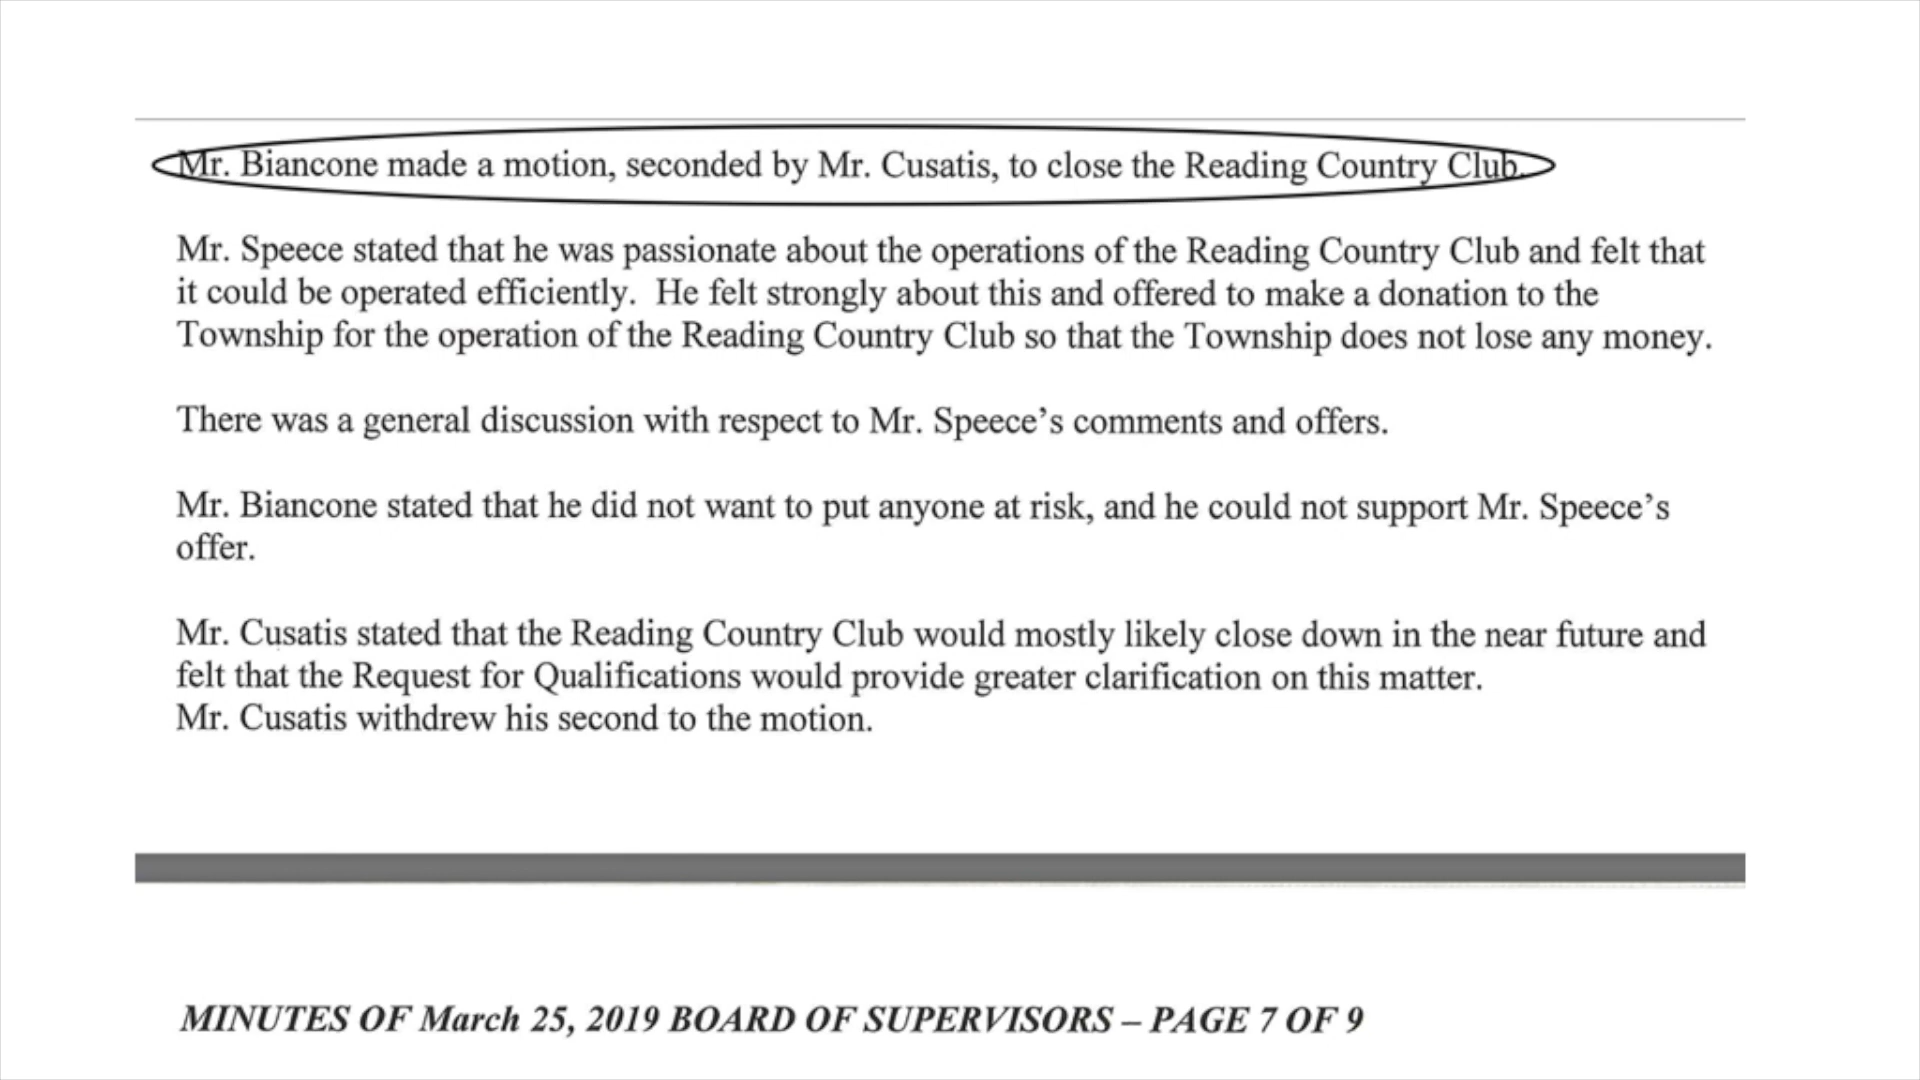 Mr. Biancone made a motion, seconded by Mr. Cusatis, to close the Reading Country Club.
Mr. Speece stated that he was passionate about the operations of the Reading Country Club and felt that
it could be operated efficiently.  He felt strongly about this and offered to make a donation to the
Township for the operation of the Reading Country Club so that the Township does not lose any money.
There was a general discussion with respect to Mr. Speece’s comments and offers.
Mr. Biancone stated that he did not want to put anyone at risk, and he could not support Mr. Speece’s
offer.
Mr. Cusatis stated that the Reading Country Club would mostly likely close down in the near future and
felt that the Request for Qualifications would provide greater clarification on this matter.
Mr. Cusatis withdrew his second to the motion.
MINUTES OF March 25, 2019 BOARD OF SUPERVISORS – PAGE 7 OF 9